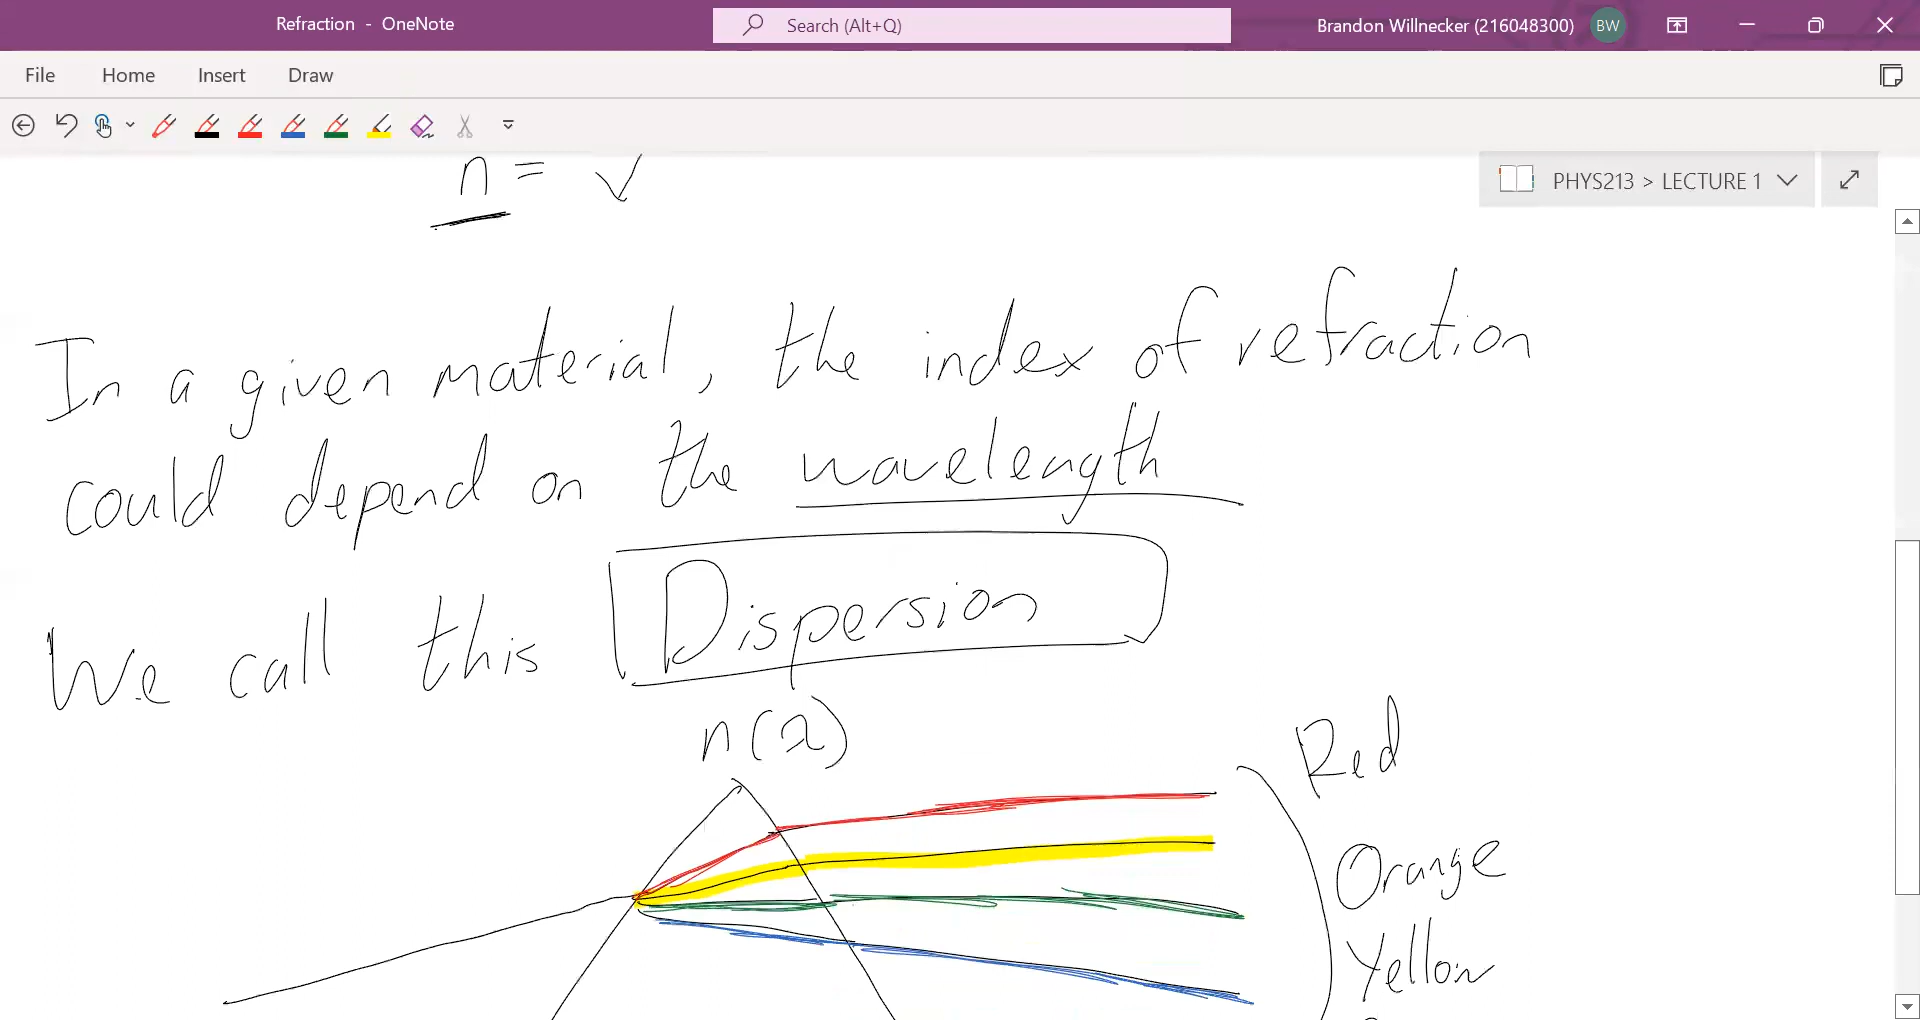 Refraction - OneNote
Search (Alt+Q)
Brandon Willnecker (216048300)
BW
File Home Insert Draw
PHYS213 > LECTURE 1
n = √
In a given material, the index of refraction
could depend on the wavelength
We call this Dispersion
n(λ)
Red
Orange
Yellow